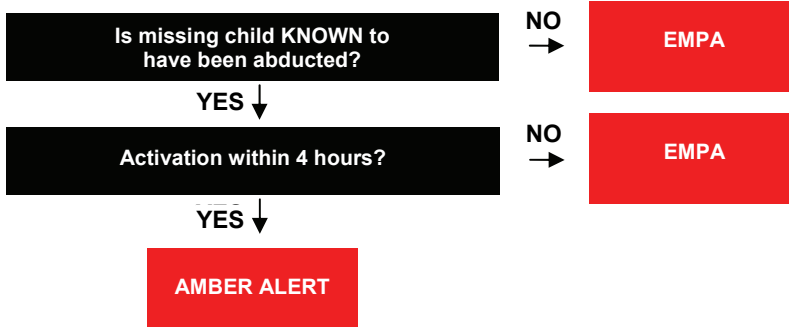 Is missing child KNOWN to
have been abducted?
NO
EMPA
YES
Activation within 4 hours?
NO
EMPA
YES
AMBER ALERT